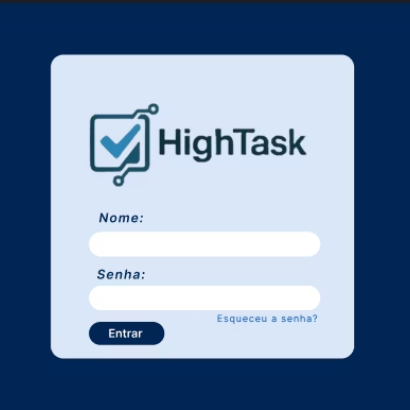 HighTask
Nome:
Senha:
Esqueceu a senha?
Entrar